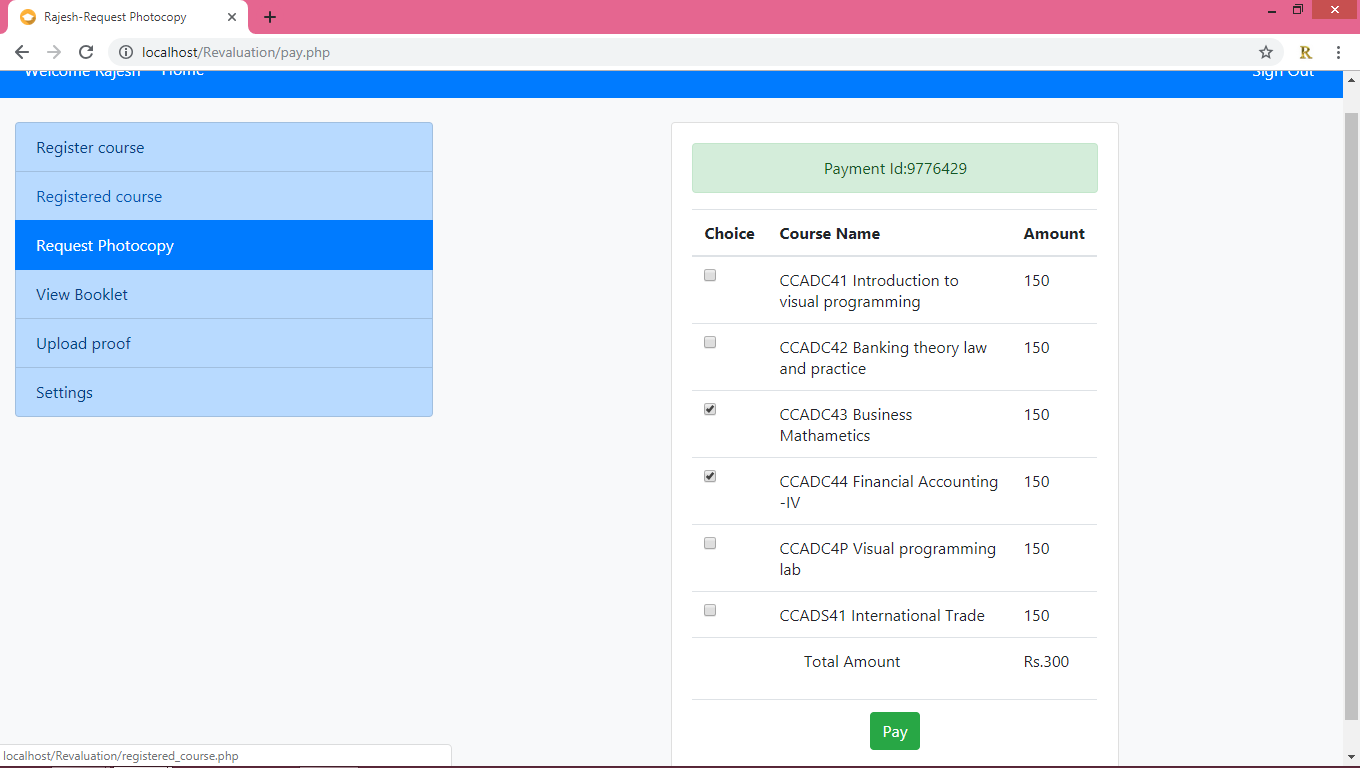 Rajesh-Request Photocopy
localhost/Revaluation/pay.php
R
Welcome Rajesh Home Sign Out
Register course
Registered course
Request Photocopy
View Booklet
Upload proof
Settings
Payment Id:9776429
Choice Course Name Amount
CCADC41 Introduction to 150
visual programming
CCADC42 Banking theory law 150
and practice
CCADC43 Business 150
Mathametics
CCADC44 Financial Accounting 150
-IV
CCADC4P Visual programming 150
lab
CCADS41 International Trade 150
Total Amount Rs.300
Pay
localhost/Revaluation/registered_course.php